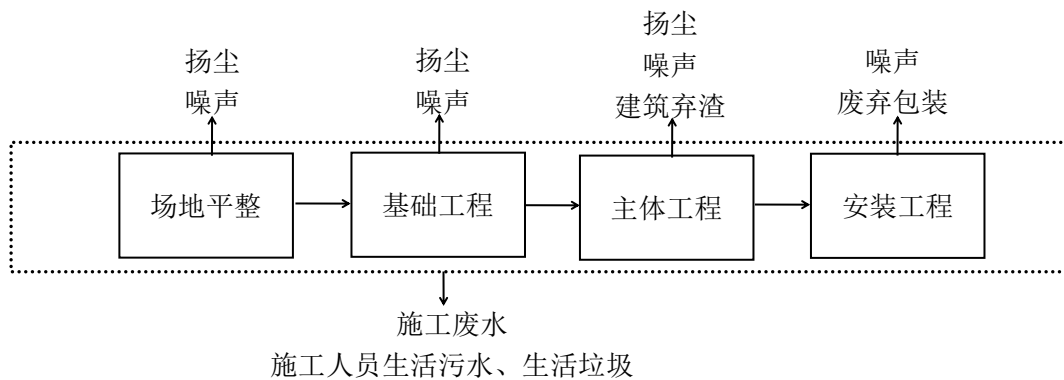 扬尘
噪声
扬尘
噪声
扬尘
噪声
建筑弃渣
噪声
废弃包装
场地平整
基础工程
主体工程
安装工程
施工废水
施工人员生活污水、生活垃圾